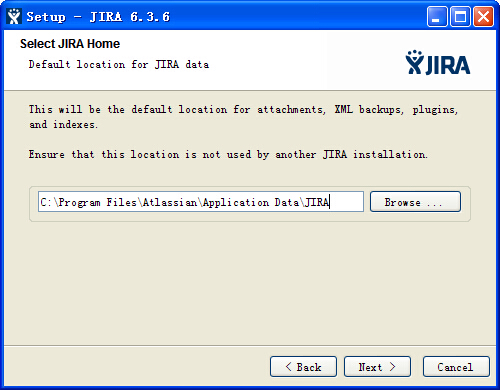 Setup - JIRA 6.3.6
Select JIRA Home
Default location for JIRA data
JIRA
This will be the default location for attachments, XML backups, plugins,
and indexes.
Ensure that this location is not used by another JIRA installation.
C:\Program Files\Atlassian\Application Data\JIRA
Browse ...
< Back
Next >
Cancel